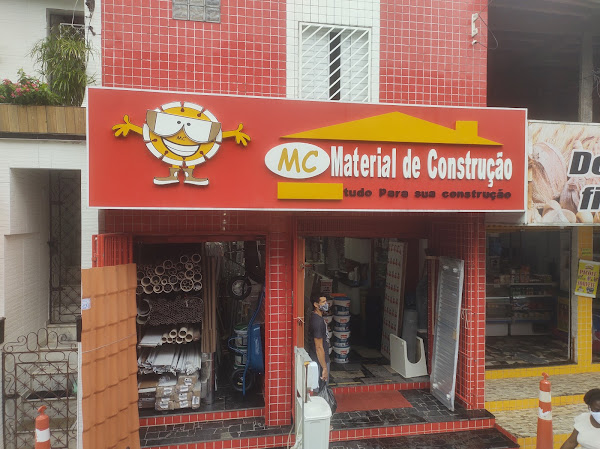 MC Material de Construção
tudo Para sua construção